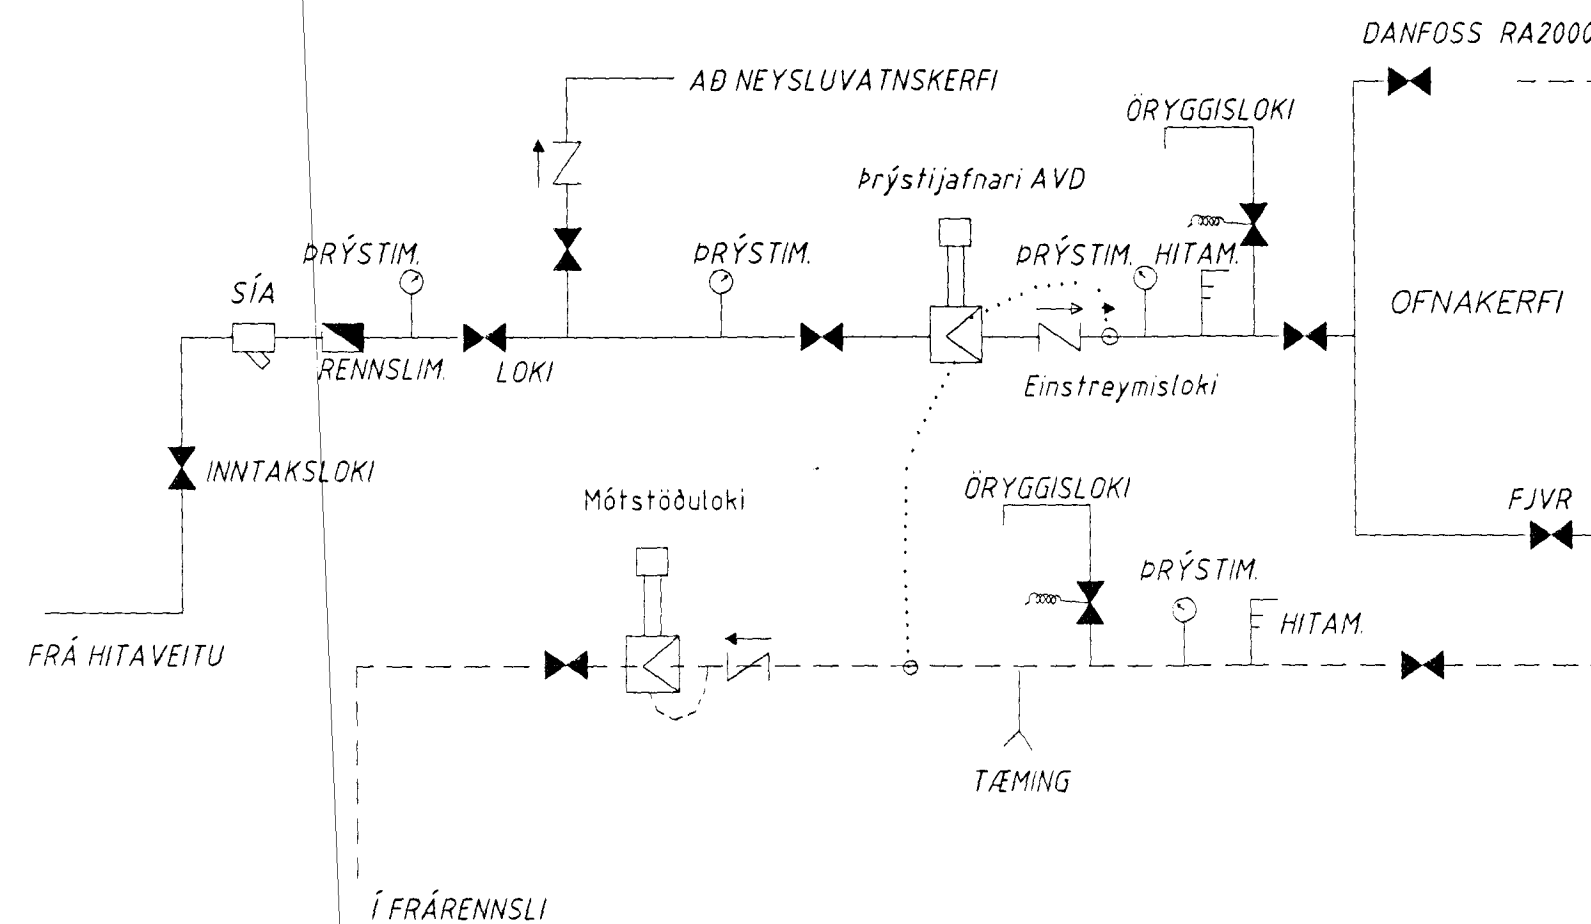 DANFOSS RA2000
AÐ NEYSLUVATNSKERFI
ÖRYGGISLOKI
Þrýstijafnari AVD
ÞRÝSTIM.
ÞRÝSTIM.
ÞRÝSTIM.
HITAM.
SÍA
OFNAKERFI
RENNSLIM.
LOKI
Einstreymisloki
INNTAKSLOKI
Mótstöðuloki
ÖRYGGISLOKI
FJVR
ÞRÝSTIM.
HITAM.
FRÁ HITAVEITU
TÆMING
Í FRÁRENNSLI